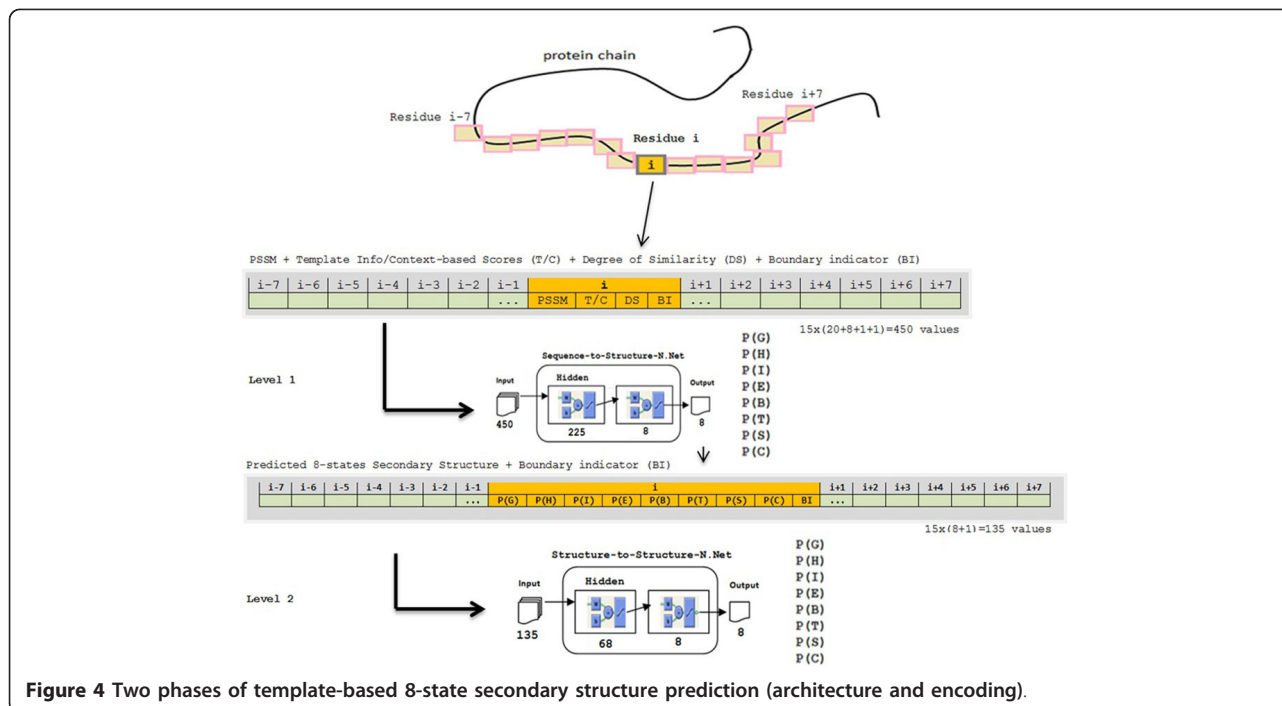 protein chain
Residue i-7
Residue i+7
Residue i
i
PSSM + Template Info/Context-based Scores (T/C) + Degree of Similarity (DS) + Boundary indicator (BI)
i-7 i-6 i-5 i-4 i-3 i-2 i-1 i i+1 i+2 i+3 i+4 i+5 i+6 i+7
... PSSM T/C DS BI ...
15x(20+8+1+1)=450 values
Level 1
Sequence-to-Structure-N.Net
Input
Hidden
Output
450
225
8
8
P(G)
P(H)
P(I)
P(E)
P(B)
P(T)
P(S)
P(C)
Predicted 8-states Secondary Structure + Boundary indicator (BI)
i-7 i-6 i-5 i-4 i-3 i-2 i-1 i i+1 i+2 i+3 i+4 i+5 i+6 i+7
... P(G) P(H) P(I) P(E) P(B) P(T) P(S) P(C) BI ...
15x(8+1)=135 values
Level 2
Structure-to-Structure-N.Net
Input
Hidden
Output
135
68
8
8
P(G)
P(H)
P(I)
P(E)
P(B)
P(T)
P(S)
P(C)
Figure 4 Two phases of template-based 8-state secondary structure prediction (architecture and encoding).